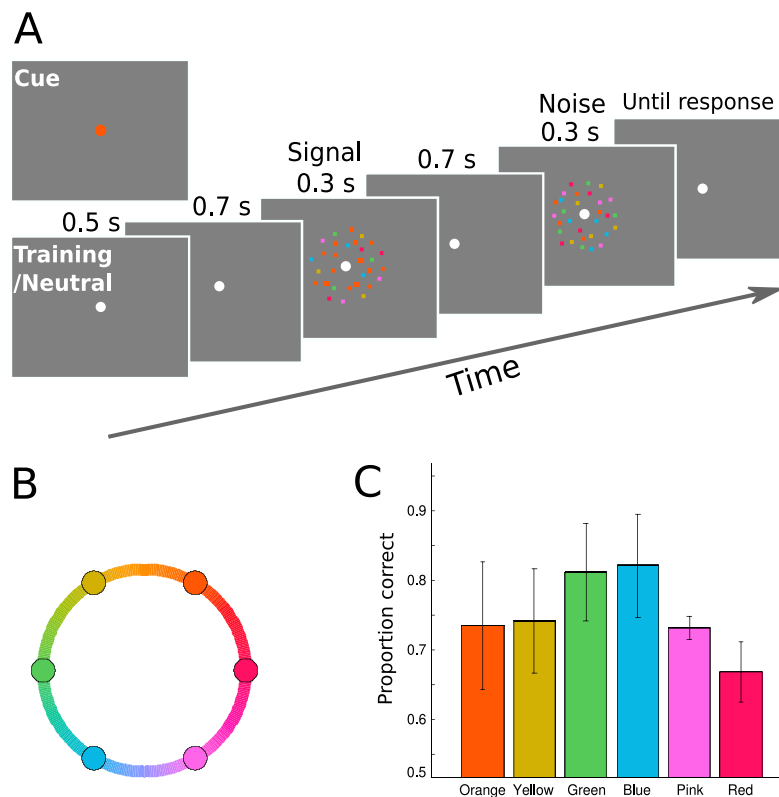 A
Cue
0.5 s
Training
/Neutral
0.7 s
Signal
0.3 s
0.7 s
Noise
0.3 s
Until response
Time
B
C
Proportion correct
0.9
0.8
0.7
0.6
0.5
Orange Yellow Green Blue Pink Red